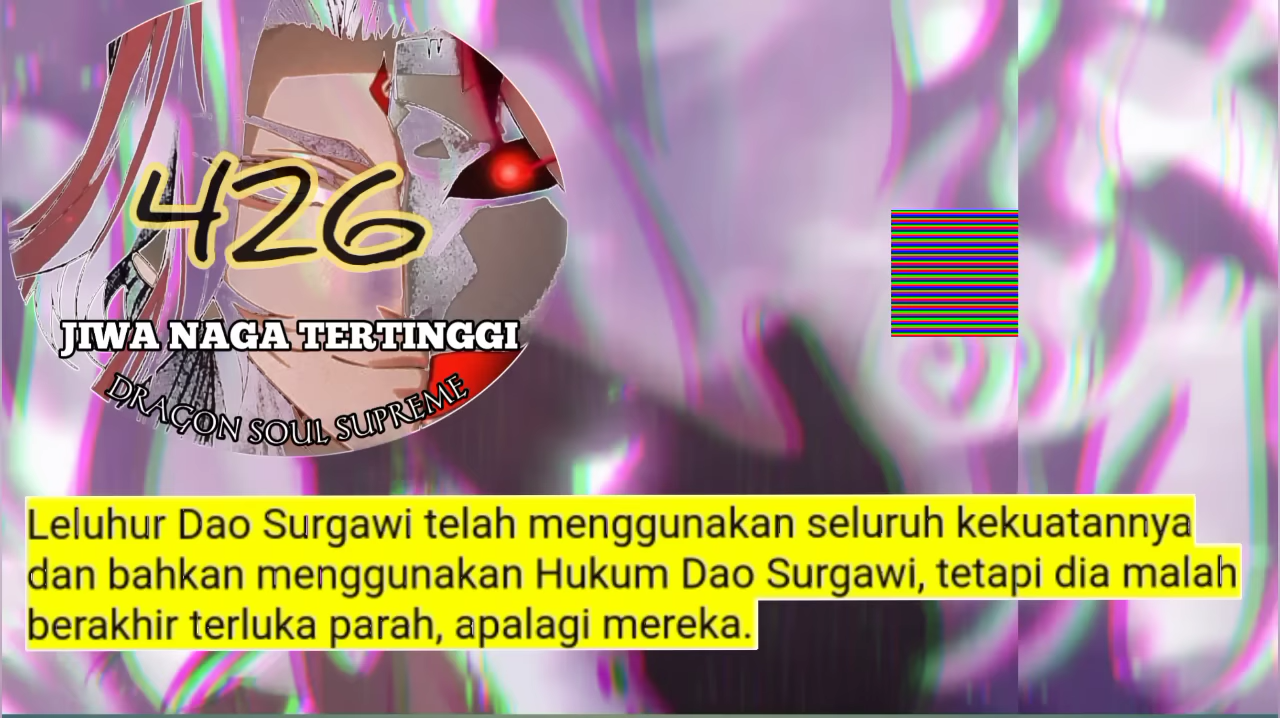 426
JIWA NAGA TERTINGGI
DRAGON SOUL SUPREME
Leluhur Dao Surgawi telah menggunakan seluruh kekuatannya
dan bahkan menggunakan Hukum Dao Surgawi, tetapi dia malah
berakhir terluka parah, apalagi mereka.